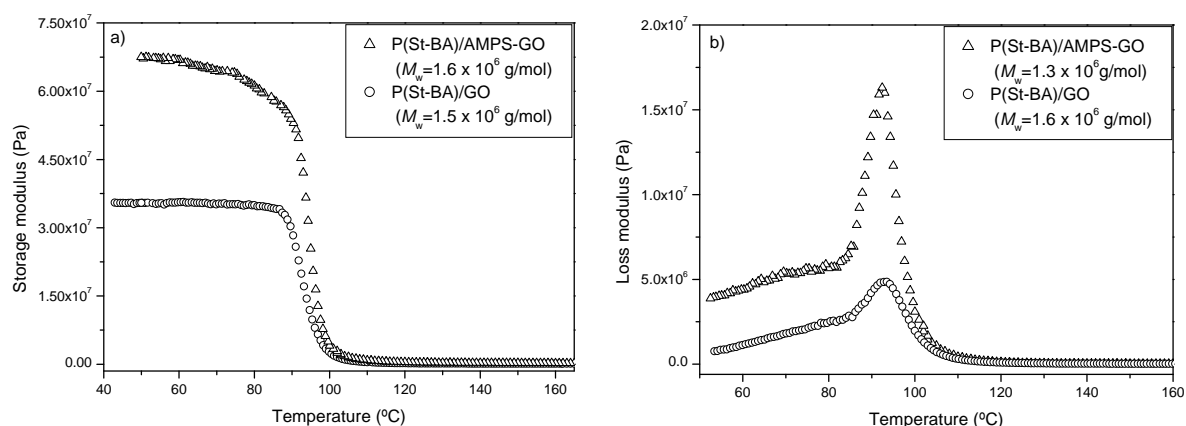 a)
△ P(St-BA)/AMPS-GO
(Mw=1.6 x 10⁶ g/mol)
○ P(St-BA)/GO
(Mw=1.5 x 10⁶ g/mol)
7.50x10⁷
6.00x10⁷
4.50x10⁷
3.00x10⁷
1.50x10⁷
0.00
Storage modulus (Pa)
40 60 80 100 120 140 160
Temperature (ºC)
b)
△ P(St-BA)/AMPS-GO
(Mw=1.3 x 10⁶g/mol)
○ P(St-BA)/GO
(Mw=1.6 x 10⁶ g/mol)
2.0x10⁷
1.5x10⁷
1.0x10⁷
5.0x10⁶
0.0
Loss modulus (Pa)
60 80 100 120 140 160
Temperature (ºC)